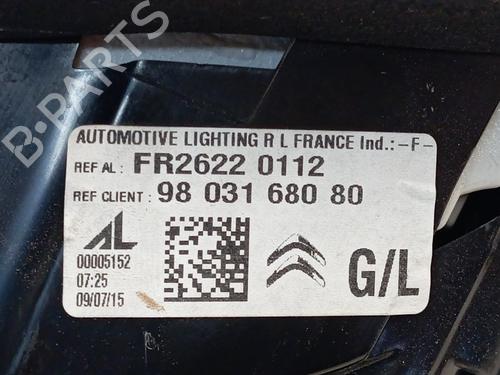 B-PARTS
AUTOMOTIVE LIGHTING R L FRANCE Ind.: -F-
REF AL : FR2622 0112
REF CLIENT : 98 031 680 80
AL
00005152
07:25
09/07/15
G/L